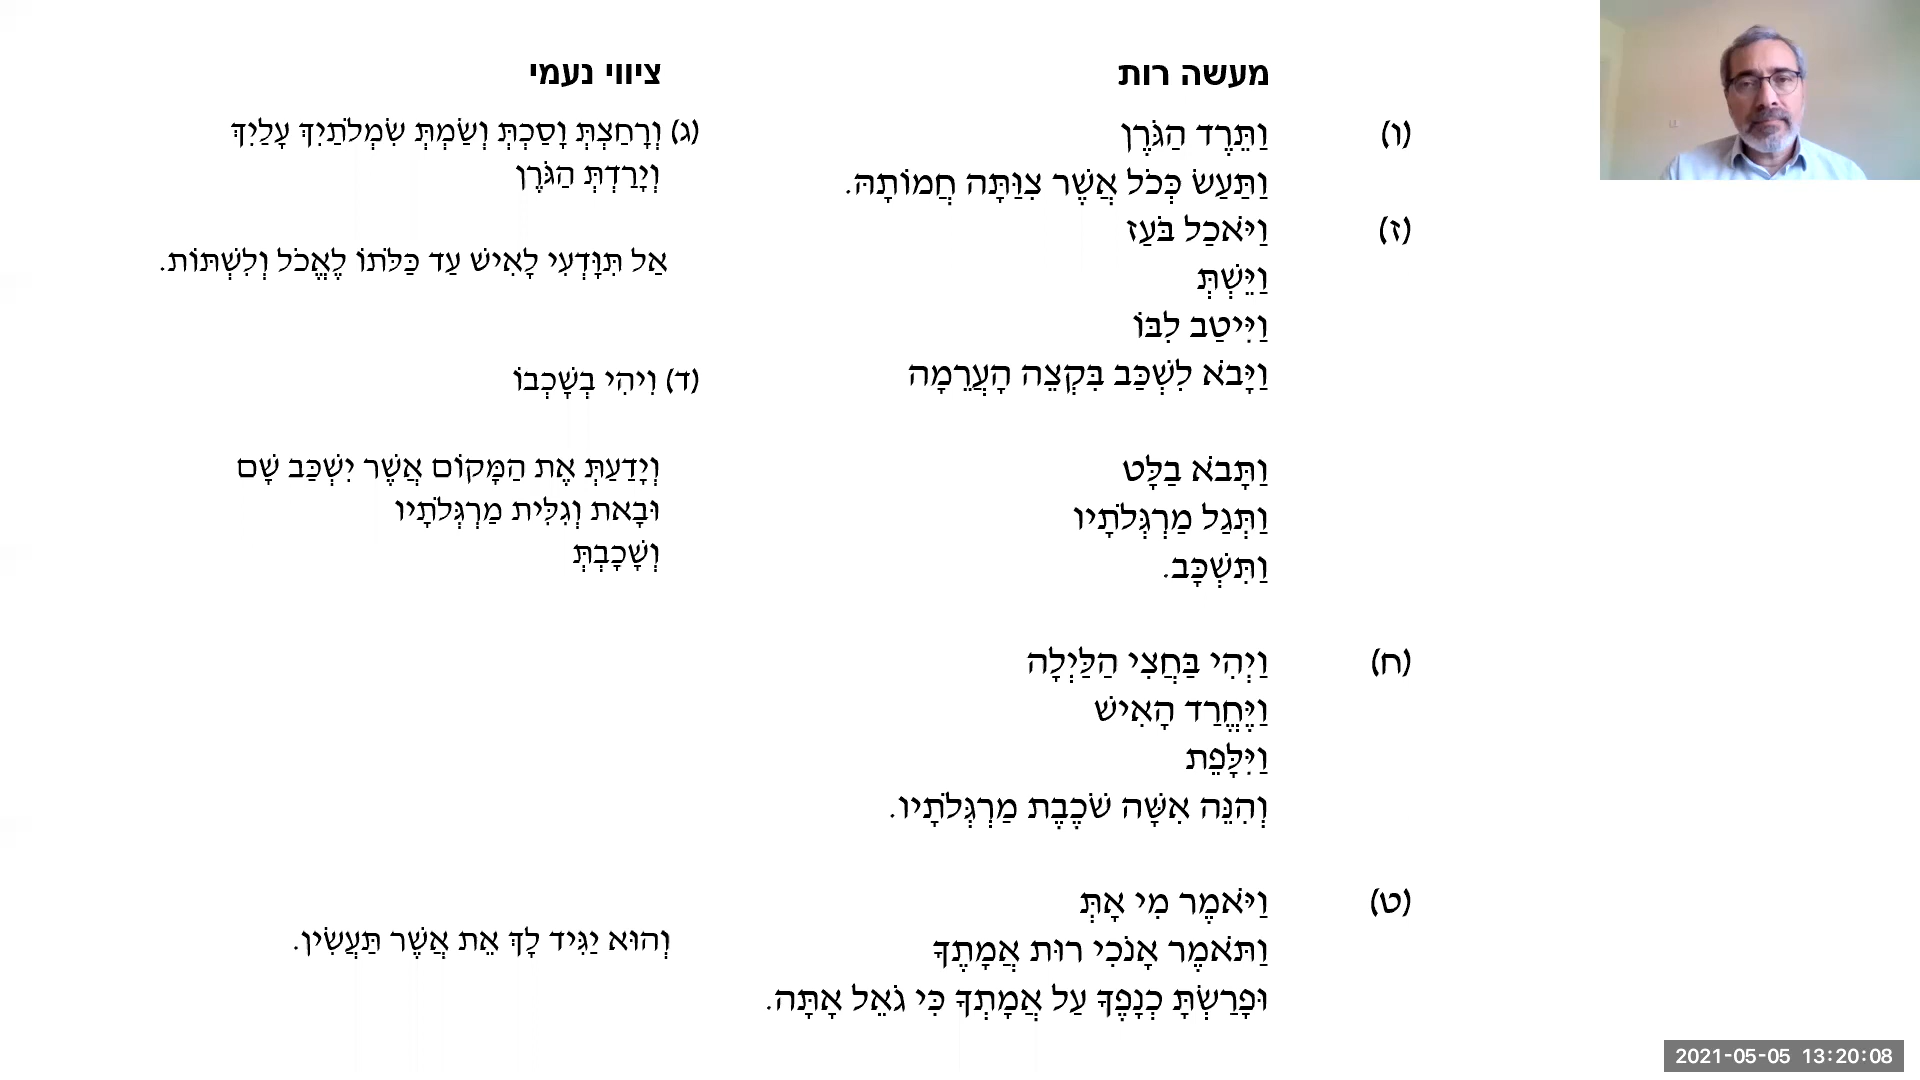 מעשה רות
(ו) וַתֵּרֶד הַגֹּרֶן
וַתַּעַשׂ כְּכֹל אֲשֶׁר צִוַּתָּה חֲמוֹתָהּ.
(ז) וַיֹּאכַל בֹּעַז
וַיֵּשְׁתְּ
וַיִּיטַב לִבּוֹ
וַיָּבֹא לִשְׁכַּב בִּקְצֵה הָעֲרֵמָה
וַתָּבֹא בַלָּט
וַתְּגַל מַרְגְּלֹתָיו
וַתִּשְׁכָּב.
(ח) וַיְהִי בַּחֲצִי הַלַּיְלָה
וַיֶּחֱרַד הָאִישׁ
וַיִּלָּפֵת
וְהִנֵּה אִשָּׁה שֹׁכֶבֶת מַרְגְּלֹתָיו.
(ט) וַיֹּאמֶר מִי אָתְּ
וַתֹּאמֶר אָנֹכִי רוּת אֲמָתֶךָ
וּפָרַשְׂתָּ כְנָפֶךָ עַל אֲמָתְךָ כִּי גֹאֵל אָתָּה.
ציווי נעמי
(ג) וְרָחַצְתְּ וָסַכְתְּ וְשַׂמְתְּ שִׂמְלֹתַיִךְ עָלַיִךְ
וְיָרַדְתְּ הַגֹּרֶן
אַל תִּוָּדְעִי לָאִישׁ עַד כַּלֹּתוֹ לֶאֱכֹל וְלִשְׁתּוֹת.
(ד) וִיהִי בְשָׁכְבוֹ
וְיָדַעַתְּ אֶת הַמָּקוֹם אֲשֶׁר יִשְׁכַּב שָׁם
וּבָאת וְגִלִּית מַרְגְּלֹתָיו
וְשָׁכָבְתְּ
וְהוּא יַגִּיד לָךְ אֵת אֲשֶׁר תַּעֲשִׂין.
2021-05-05 13:20:08